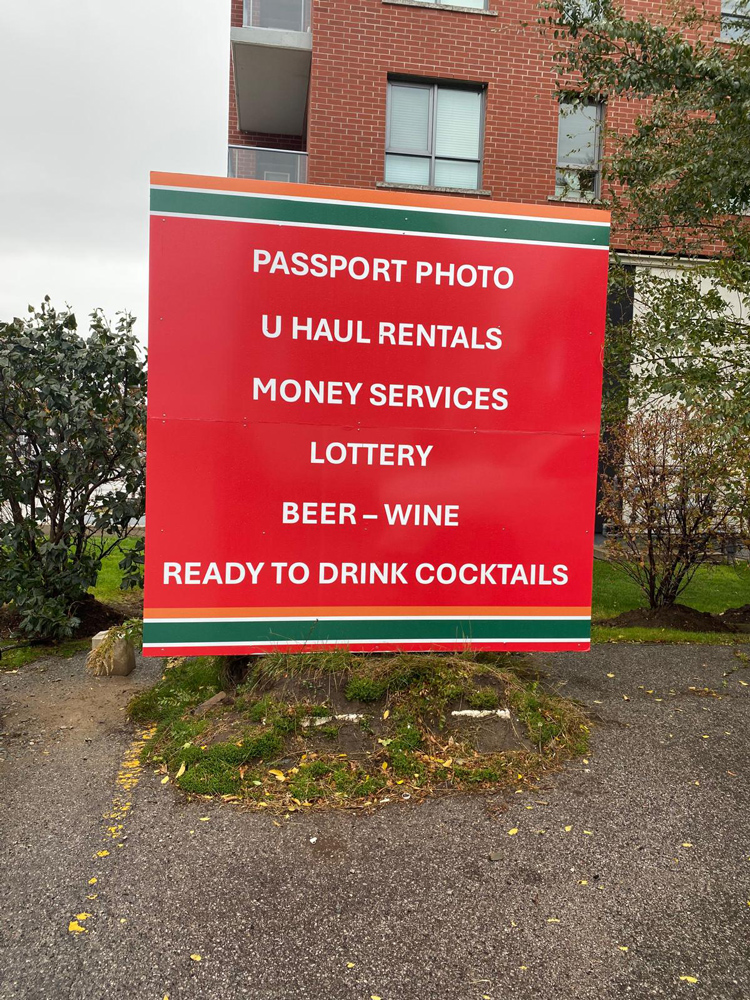 PASSPORT PHOTO
U HAUL RENTALS
MONEY SERVICES
LOTTERY
BEER – WINE
READY TO DRINK COCKTAILS